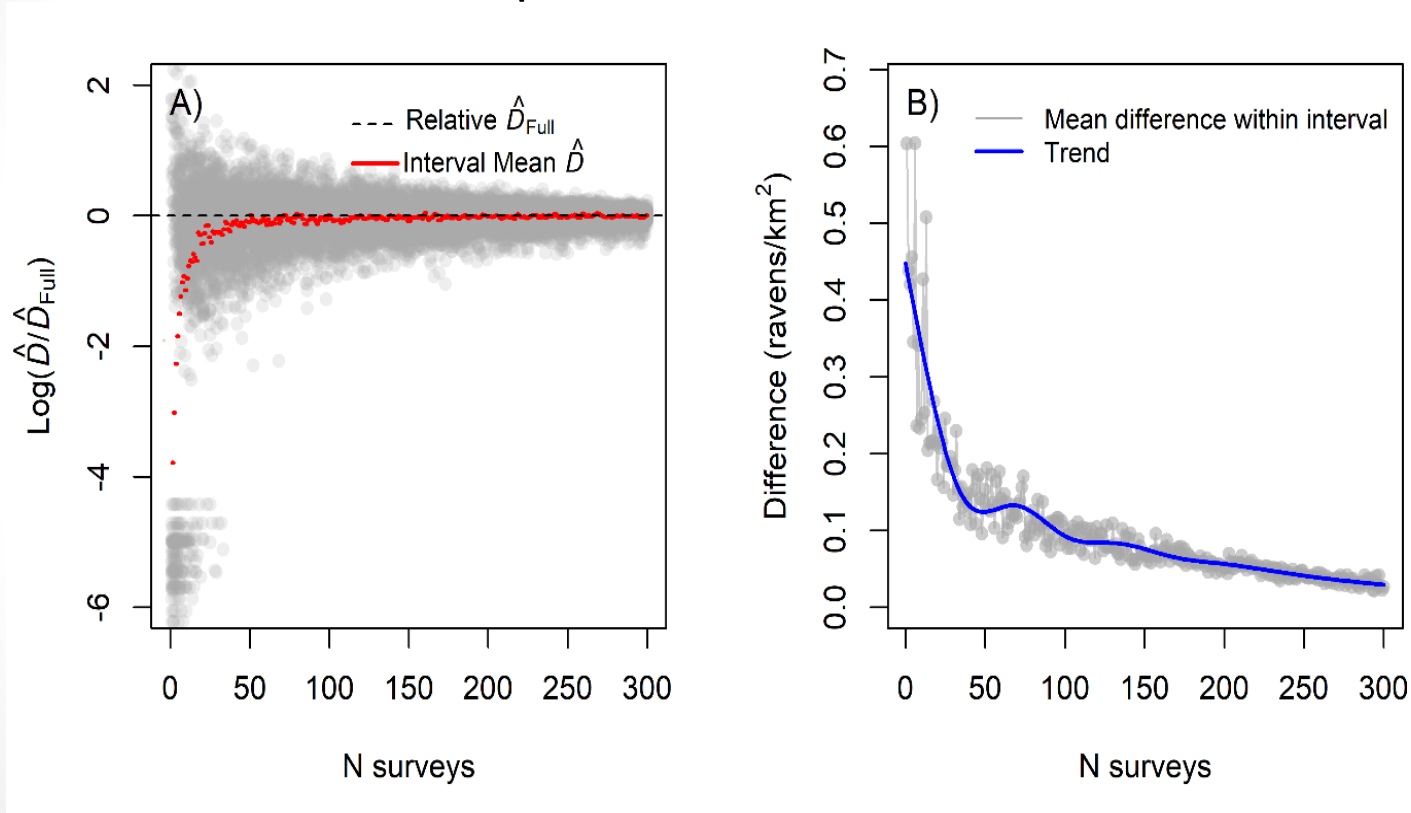 A)
Relative D̂Full
Interval Mean D̂
Log(D̂/D̂Full)
2
0
-2
-4
-6
0 50 100 150 200 250 300
N surveys
B)
Mean difference within interval
Trend
Difference (ravens/km²)
0.7
0.6
0.5
0.4
0.3
0.2
0.1
0.0
0 50 100 150 200 250 300
N surveys